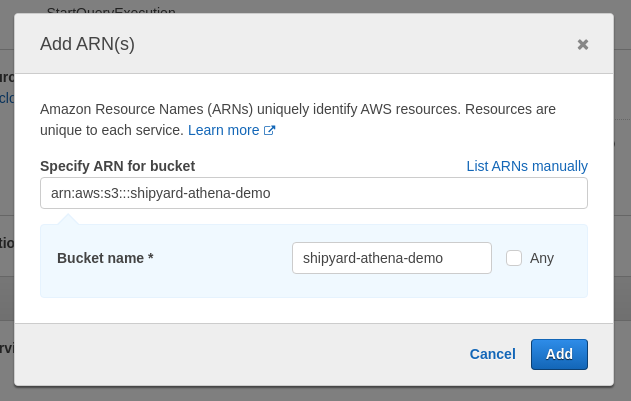 StartQueryExecution
Add ARN(s)
Amazon Resource Names (ARNs) uniquely identify AWS resources. Resources are
unique to each service. Learn more
Specify ARN for bucket
List ARNs manually
arn:aws:s3:::shipyard-athena-demo
Bucket name *
shipyard-athena-demo
Any
Cancel
Add